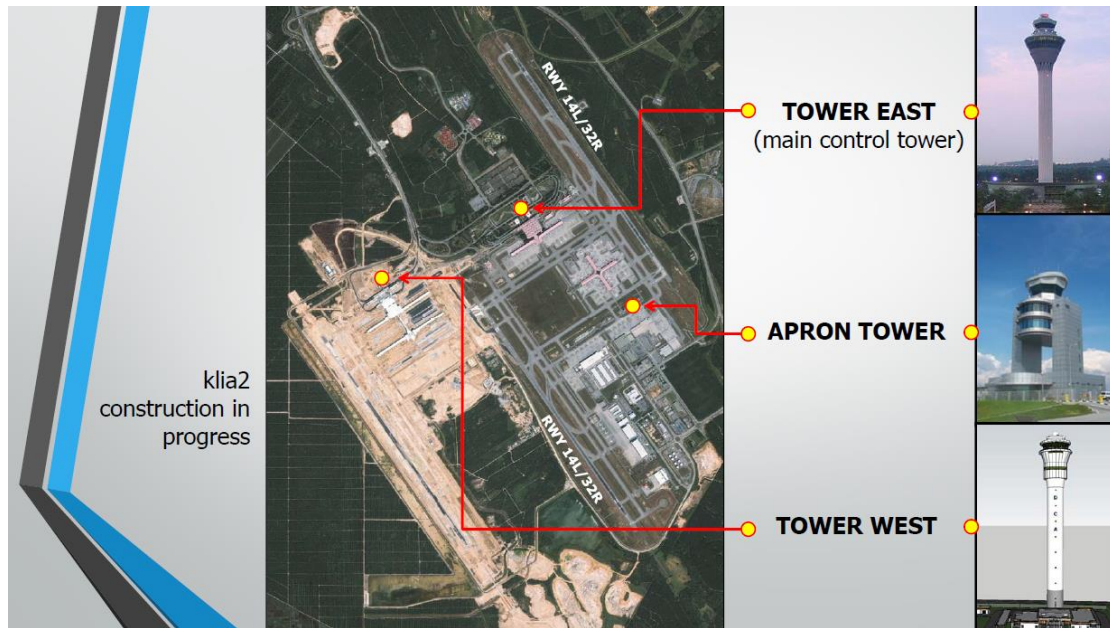 RWY 14L/32R
TOWER EAST
(main control tower)
APRON TOWER
klia2
construction in
progress
RWY 14L/32R
TOWER WEST